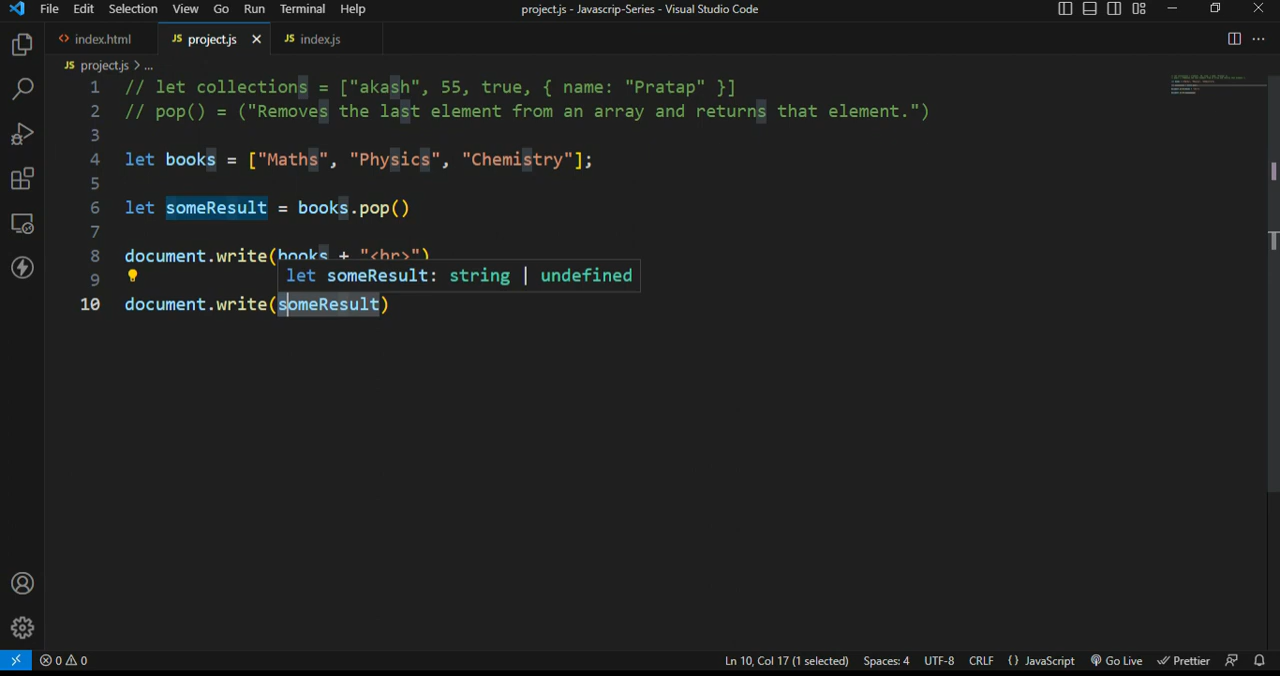 File Edit Selection View Go Run Terminal Help
project.js - Javascrip-Series - Visual Studio Code
index.html
JS project.js
JS index.js
JS project.js > ...
1 // let collections = ["akash", 55, true, { name: "Pratap" }]
2 // pop() = ("Removes the last element from an array and returns that element.")
3
4 let books = ["Maths", "Physics", "Chemistry"];
5
6 let someResult = books.pop()
7
8 document.write(books + "<hr>")
9 let someResult: string | undefined
10 document.write(someResult)
0 0
Ln 10, Col 17 (1 selected) Spaces: 4 UTF-8 CRLF {} JavaScript Go Live Prettier